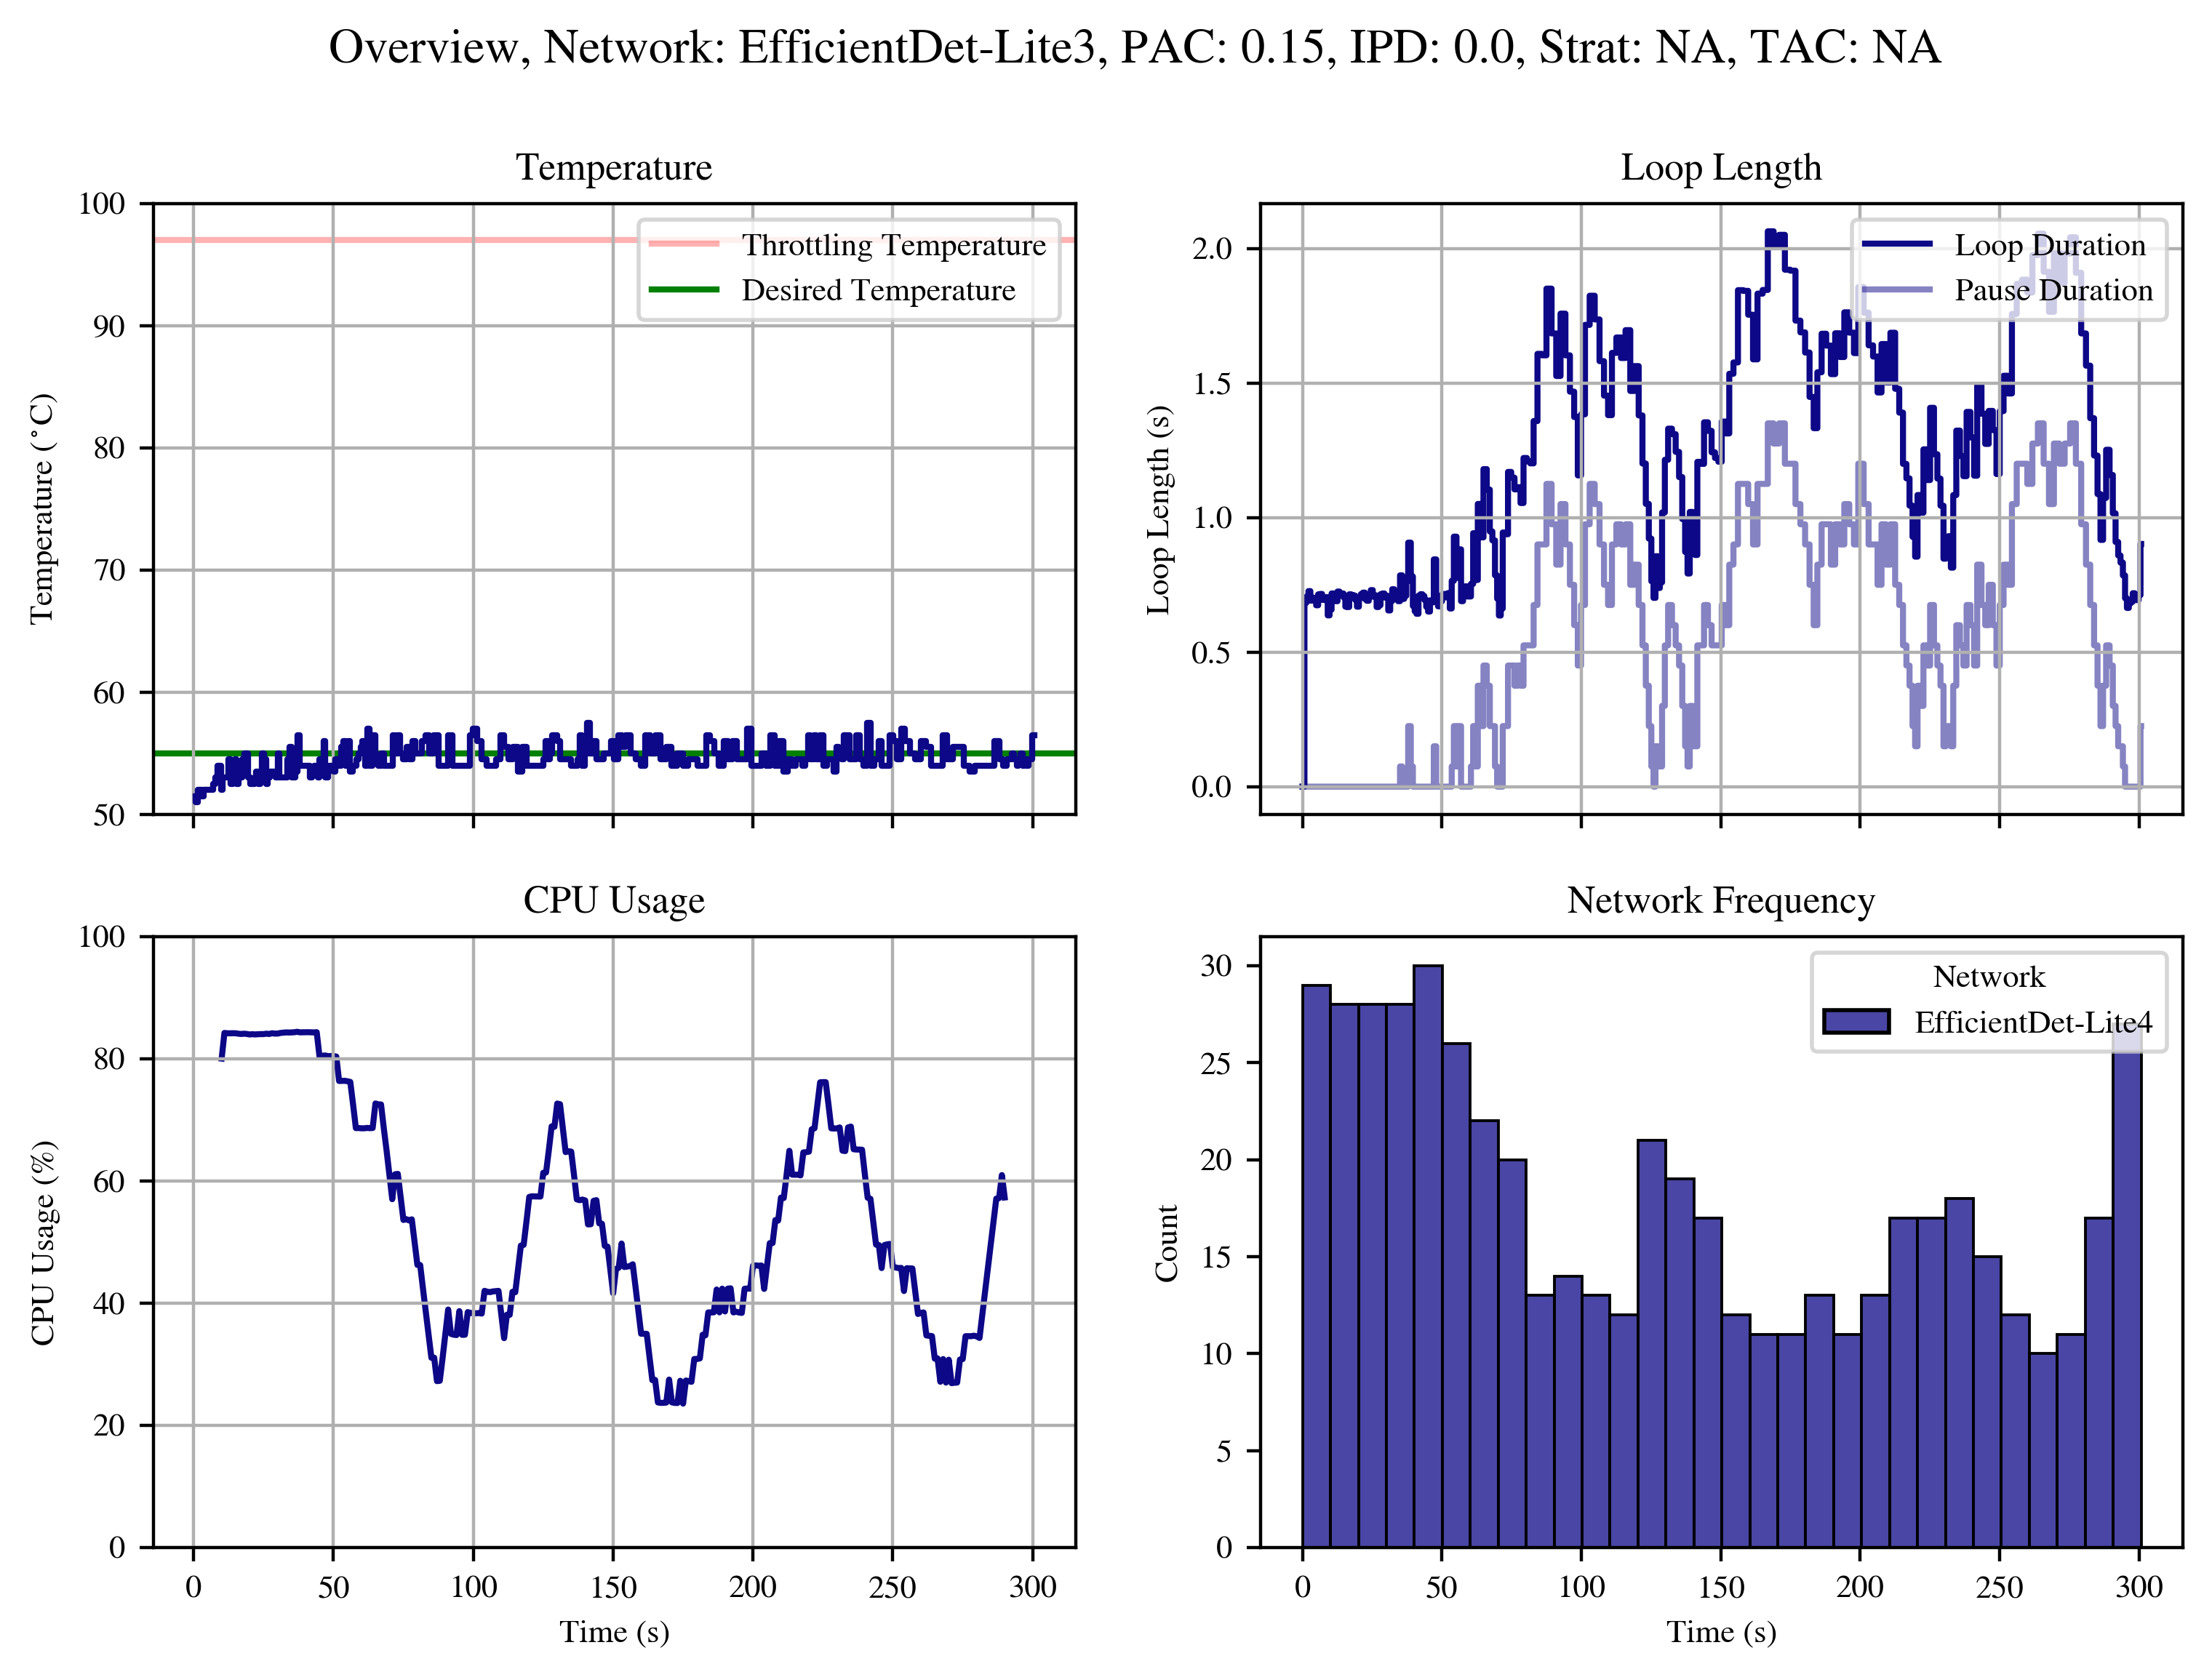 Overview, Network: EfficientDet-Lite3, PAC: 0.15, IPD: 0.0, Strat: NA, TAC: NA
Temperature
100
90
80
70
60
50
Temperature (°C)
Throttling Temperature
Desired Temperature
Loop Length
2.0
1.5
1.0
0.5
0.0
Loop Length (s)
Loop Duration
Pause Duration
CPU Usage
100
80
60
40
20
0
CPU Usage (%)
0 50 100 150 200 250 300
Time (s)
Network Frequency
30
25
20
15
10
5
0
Count
Network
EfficientDet-Lite4
0 50 100 150 200 250 300
Time (s)